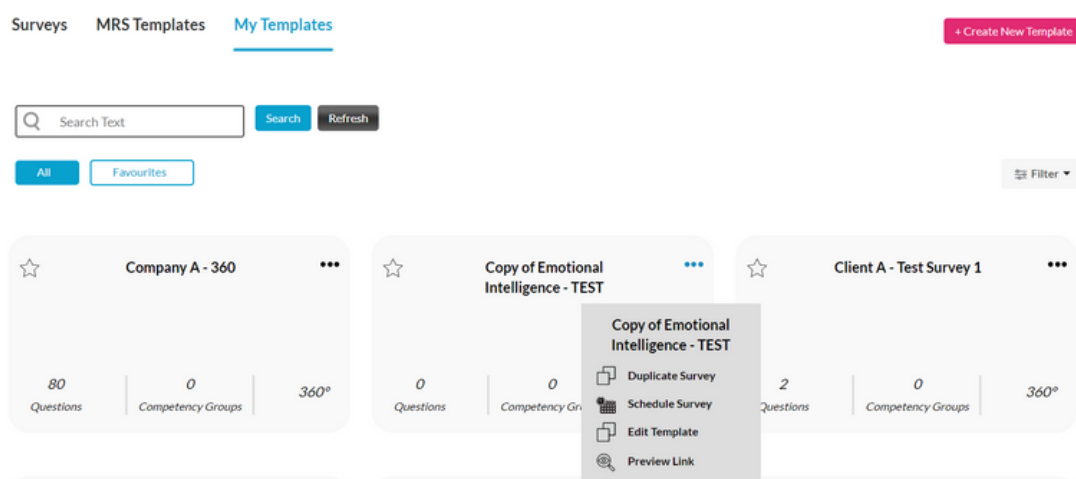 Surveys MRS Templates My Templates
+ Create New Template
Search Text Search Refresh
All Favourites
Filter
Company A - 360
80 0 360°
Questions Competency Groups
Copy of Emotional
Intelligence - TEST
0 0
Questions Competency Gr
Client A - Test Survey 1
2 0 360°
Questions Competency Groups
Copy of Emotional
Intelligence - TEST
Duplicate Survey
Schedule Survey
Edit Template
Preview Link